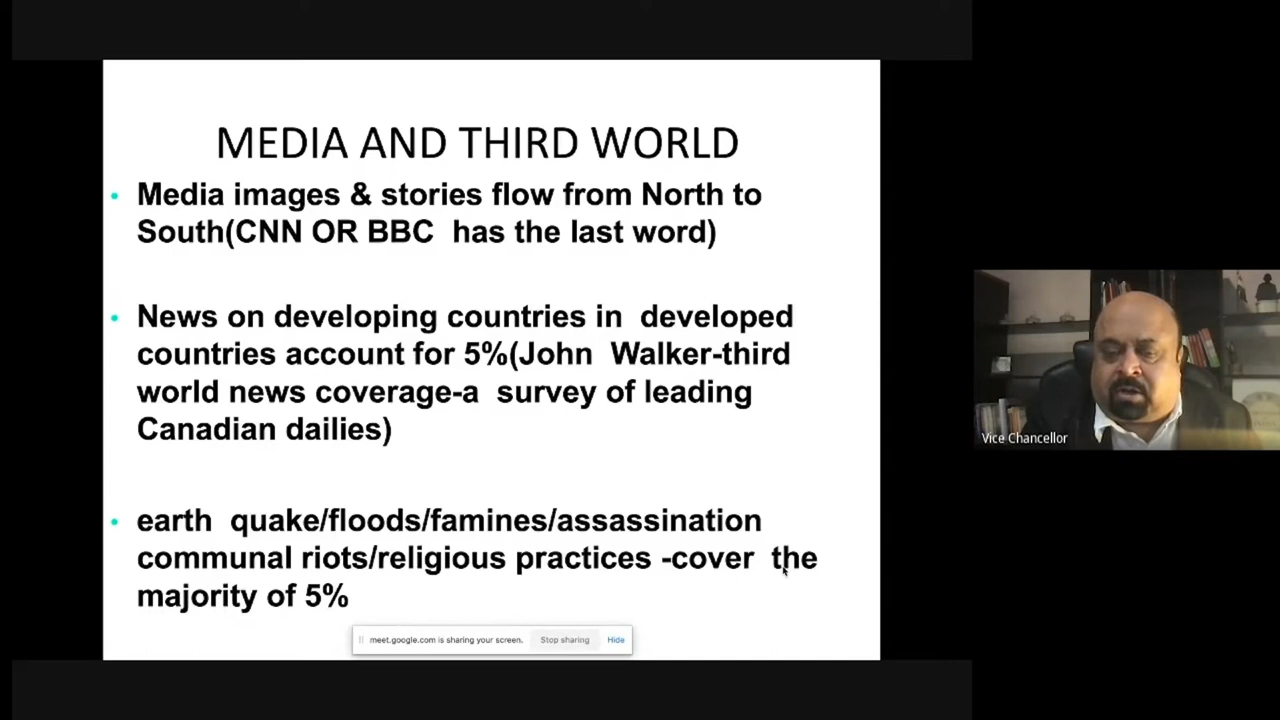 MEDIA AND THIRD WORLD
• Media images & stories flow from North to
South(CNN OR BBC has the last word)
• News on developing countries in developed
countries account for 5%(John Walker-third
world news coverage-a survey of leading
Canadian dailies)
• earth quake/floods/famines/assassination
communal riots/religious practices -cover the
majority of 5%
meet.google.com is sharing your screen. Stop sharing Hide
Vice Chancellor